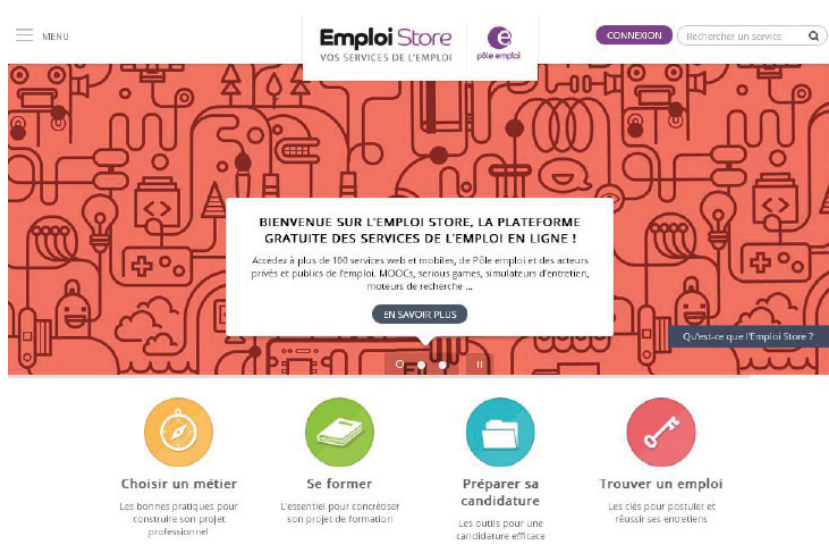 MENU
Emploi Store
VOS SERVICES DE L'EMPLOI
pôle emploi
CONNEXION
Rechercher un service
BIENVENUE SUR L'EMPLOI STORE, LA PLATEFORME
GRATUITE DES SERVICES DE L'EMPLOI EN LIGNE !
Accédez à plus de 100 services web et mobiles, de Pôle emploi et des acteurs
privés et publics de l'emploi. MOOCs, serious games, simulateurs d'entretien,
moteurs de recherche ...
EN SAVOIR PLUS
Qu'est-ce que l'Emploi Store ?
Choisir un métier
Les bonnes pratiques pour
construire son projet
professionnel
Se former
L'essentiel pour concrétiser
son projet de formation
Préparer sa
candidature
Les outils pour une
candidature efficace
Trouver un emploi
Les clés pour postuler et
réussir ses entretiens